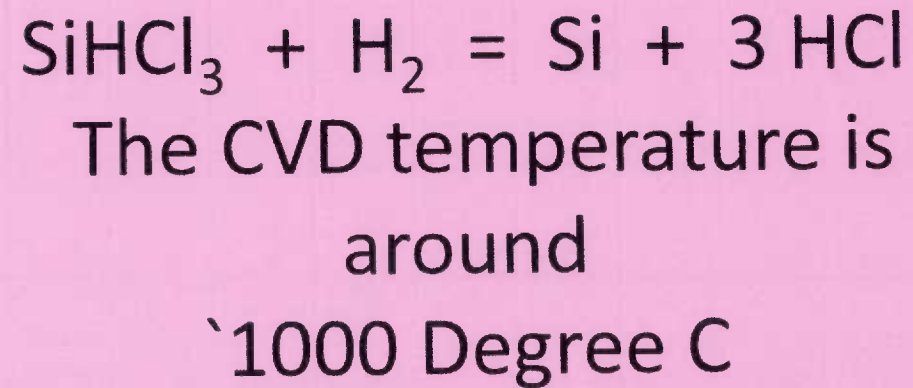 SiHCl₃ + H₂ = Si + 3 HCl
The CVD temperature is
around
`1000 Degree C